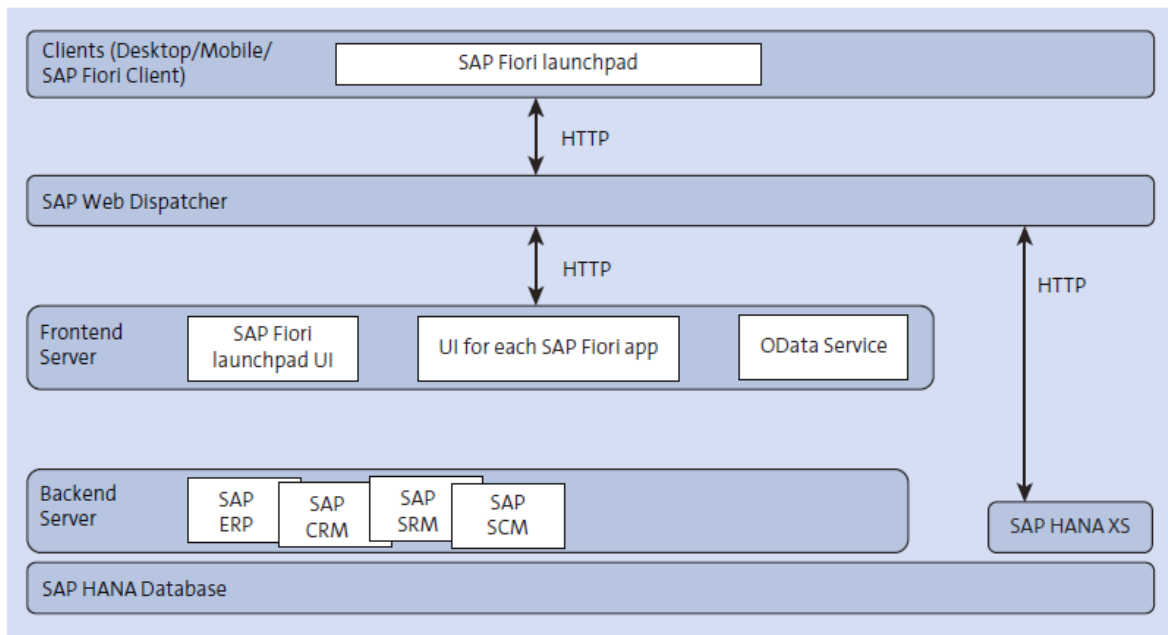 Clients (Desktop/Mobile/
SAP Fiori Client)
SAP Fiori launchpad
HTTP
SAP Web Dispatcher
HTTP
HTTP
Frontend
Server
SAP Fiori
launchpad UI
UI for each SAP Fiori app
OData Service
Backend
Server
SAP
ERP
SAP
CRM
SAP
SRM
SAP
SCM
SAP HANA XS
SAP HANA Database